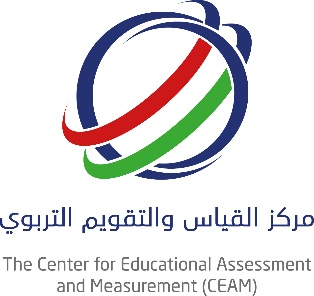 مركز القياس والتقويم التربوي
The Center for Educational Assessment
and Measurement (CEAM)